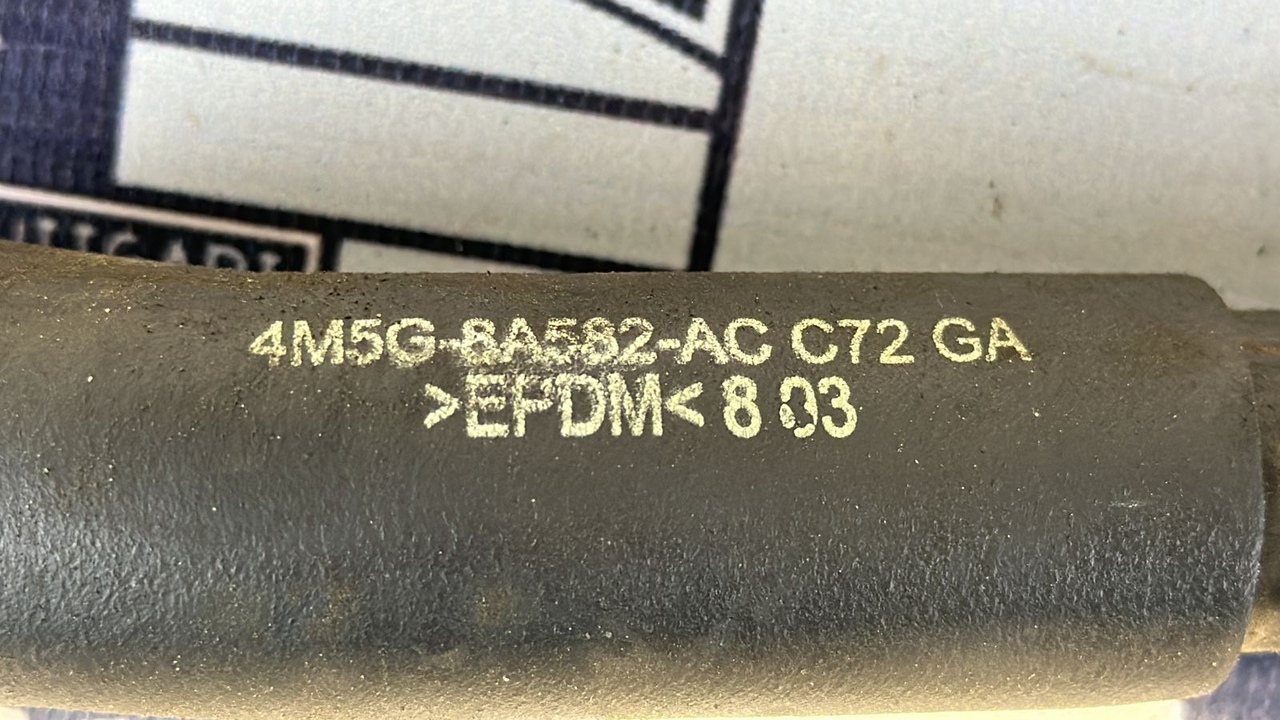 4M5G-8A582-AC C72 GA
>EPDM< 8 03